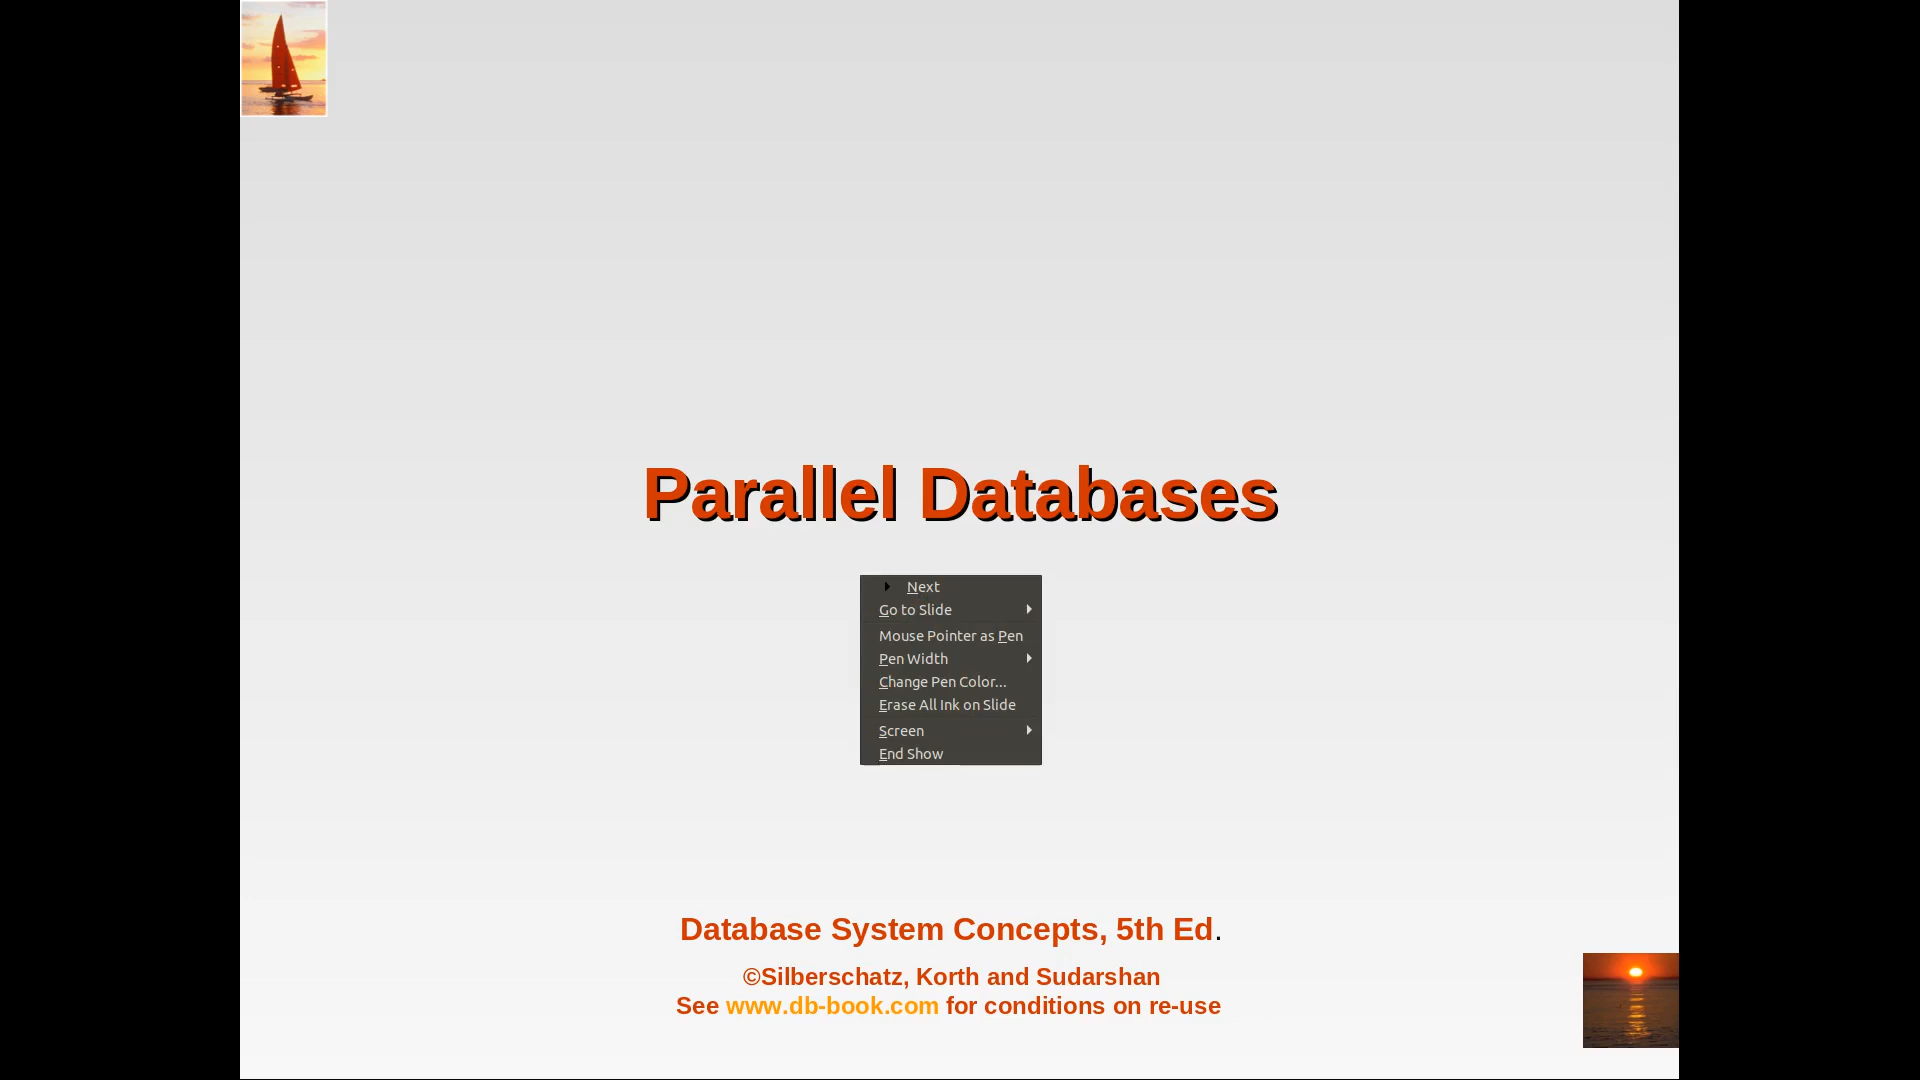 Parallel Databases
Next
Go to Slide
Mouse Pointer as Pen
Pen Width
Change Pen Color...
Erase All Ink on Slide
Screen
End Show
Database System Concepts, 5th Ed.
©Silberschatz, Korth and Sudarshan
See www.db-book.com for conditions on re-use